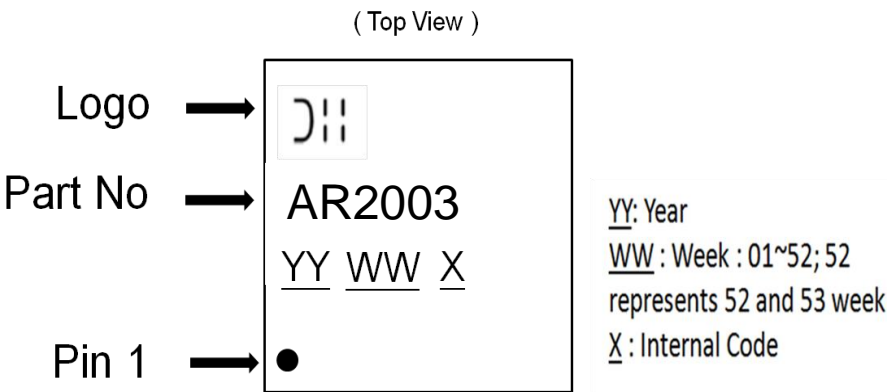 ( Top View )
Logo
Part No
AR2003
YY WW X
Pin 1
YY: Year
WW : Week : 01~52; 52
represents 52 and 53 week
X : Internal Code